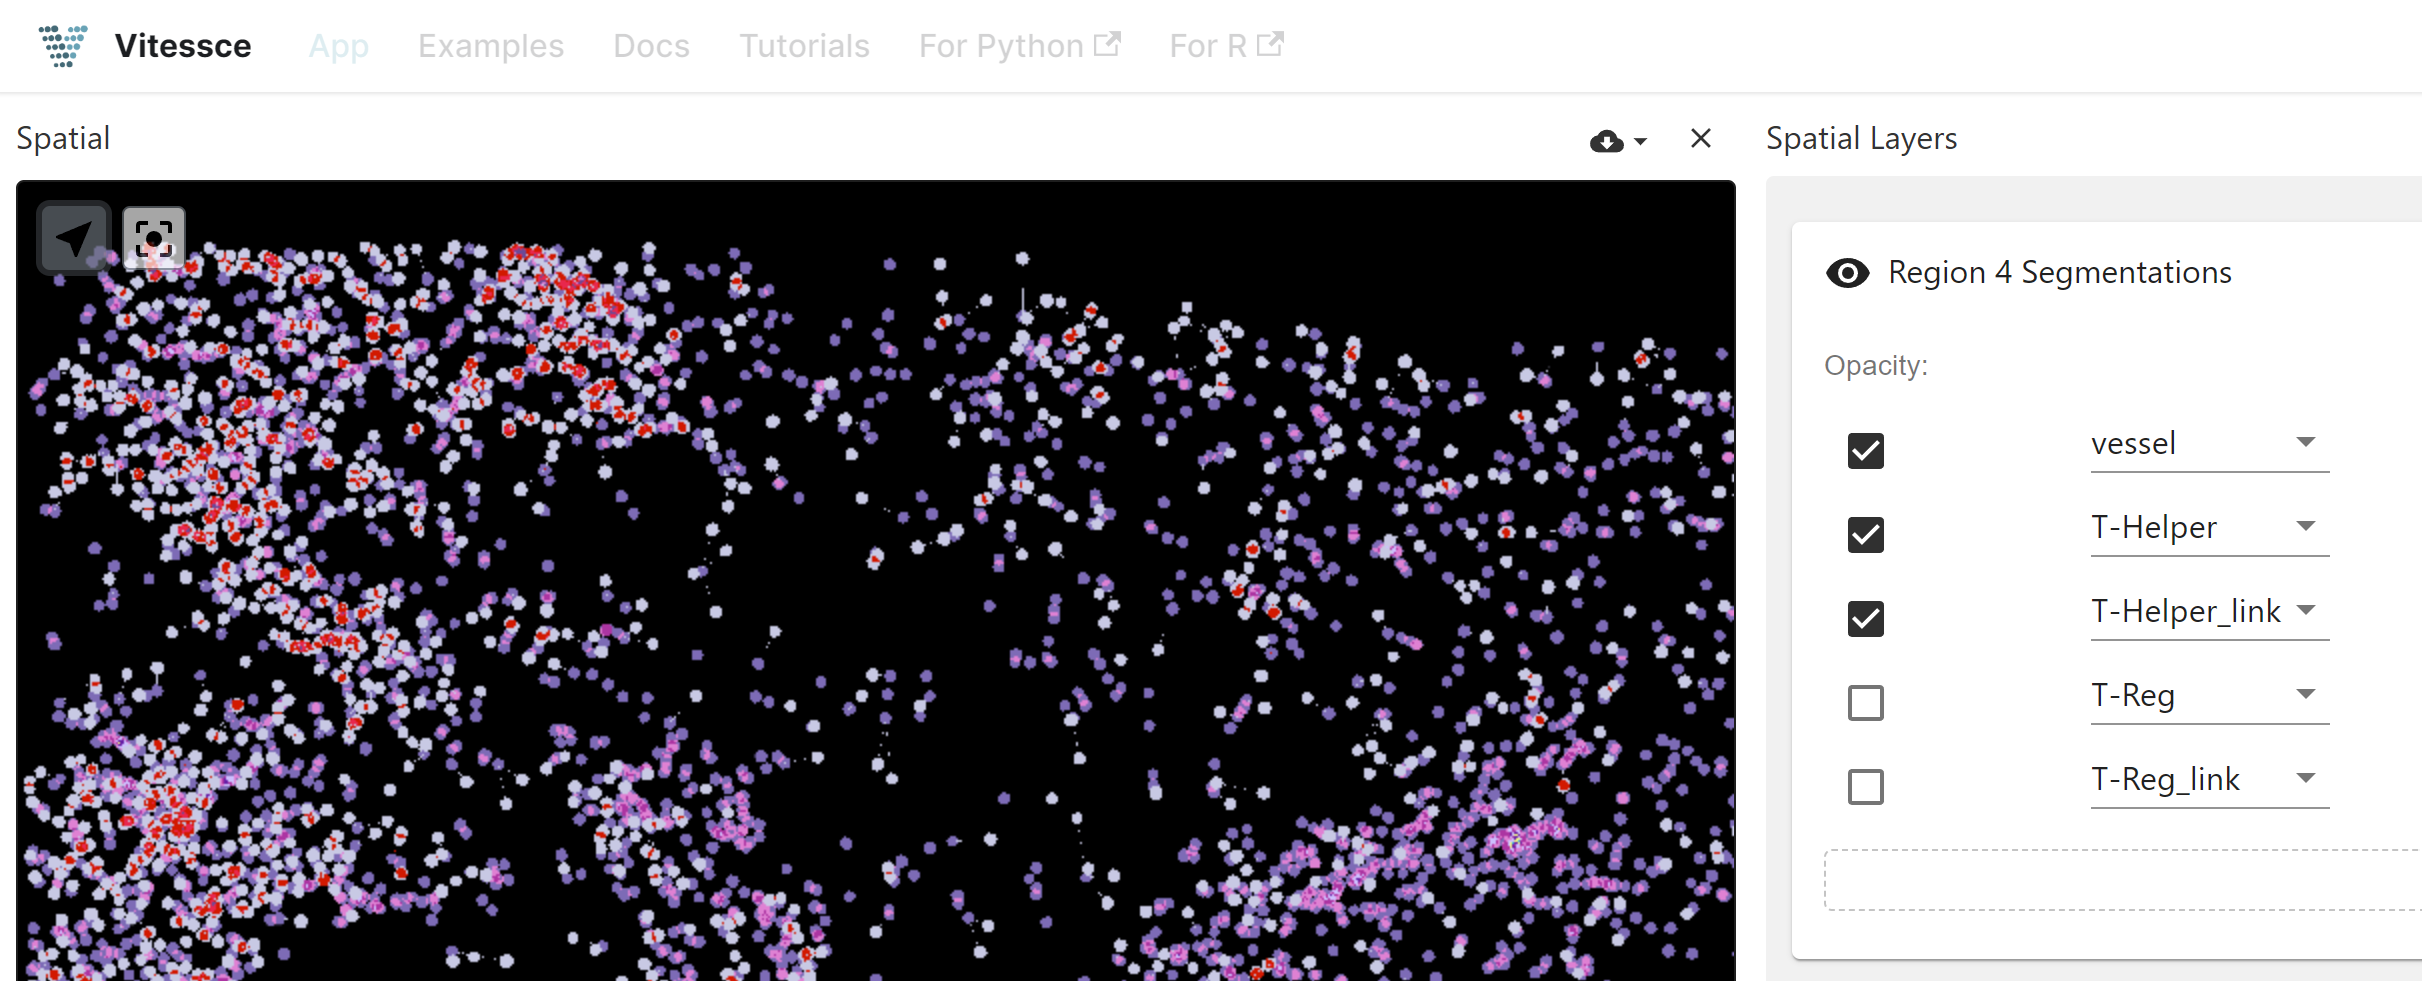 Vitessce App Examples Docs Tutorials For Python For R
Spatial
Spatial Layers
Region 4 Segmentations
Opacity:
vessel
T-Helper
T-Helper_link
T-Reg
T-Reg_link